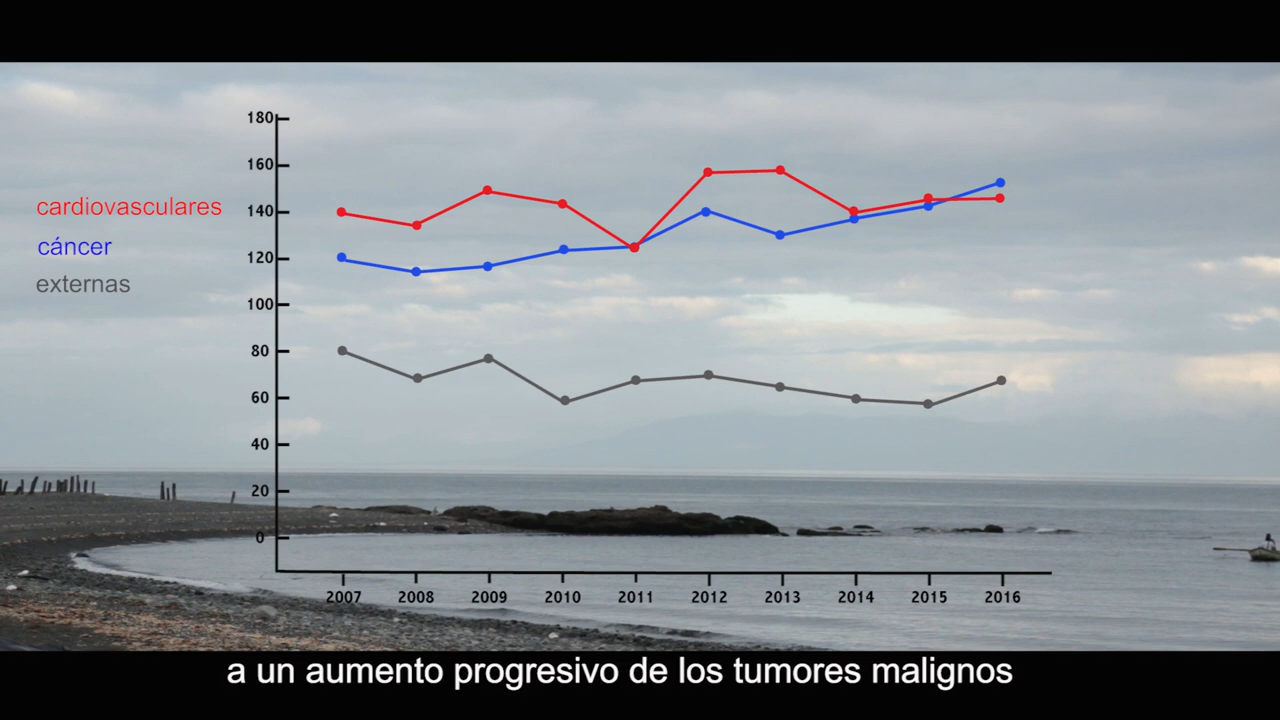 180
160
cardiovasculares
140
cáncer
120
externas
100
80
60
40
20
0
2007 2008 2009 2010 2011 2012 2013 2014 2015 2016
a un aumento progresivo de los tumores malignos